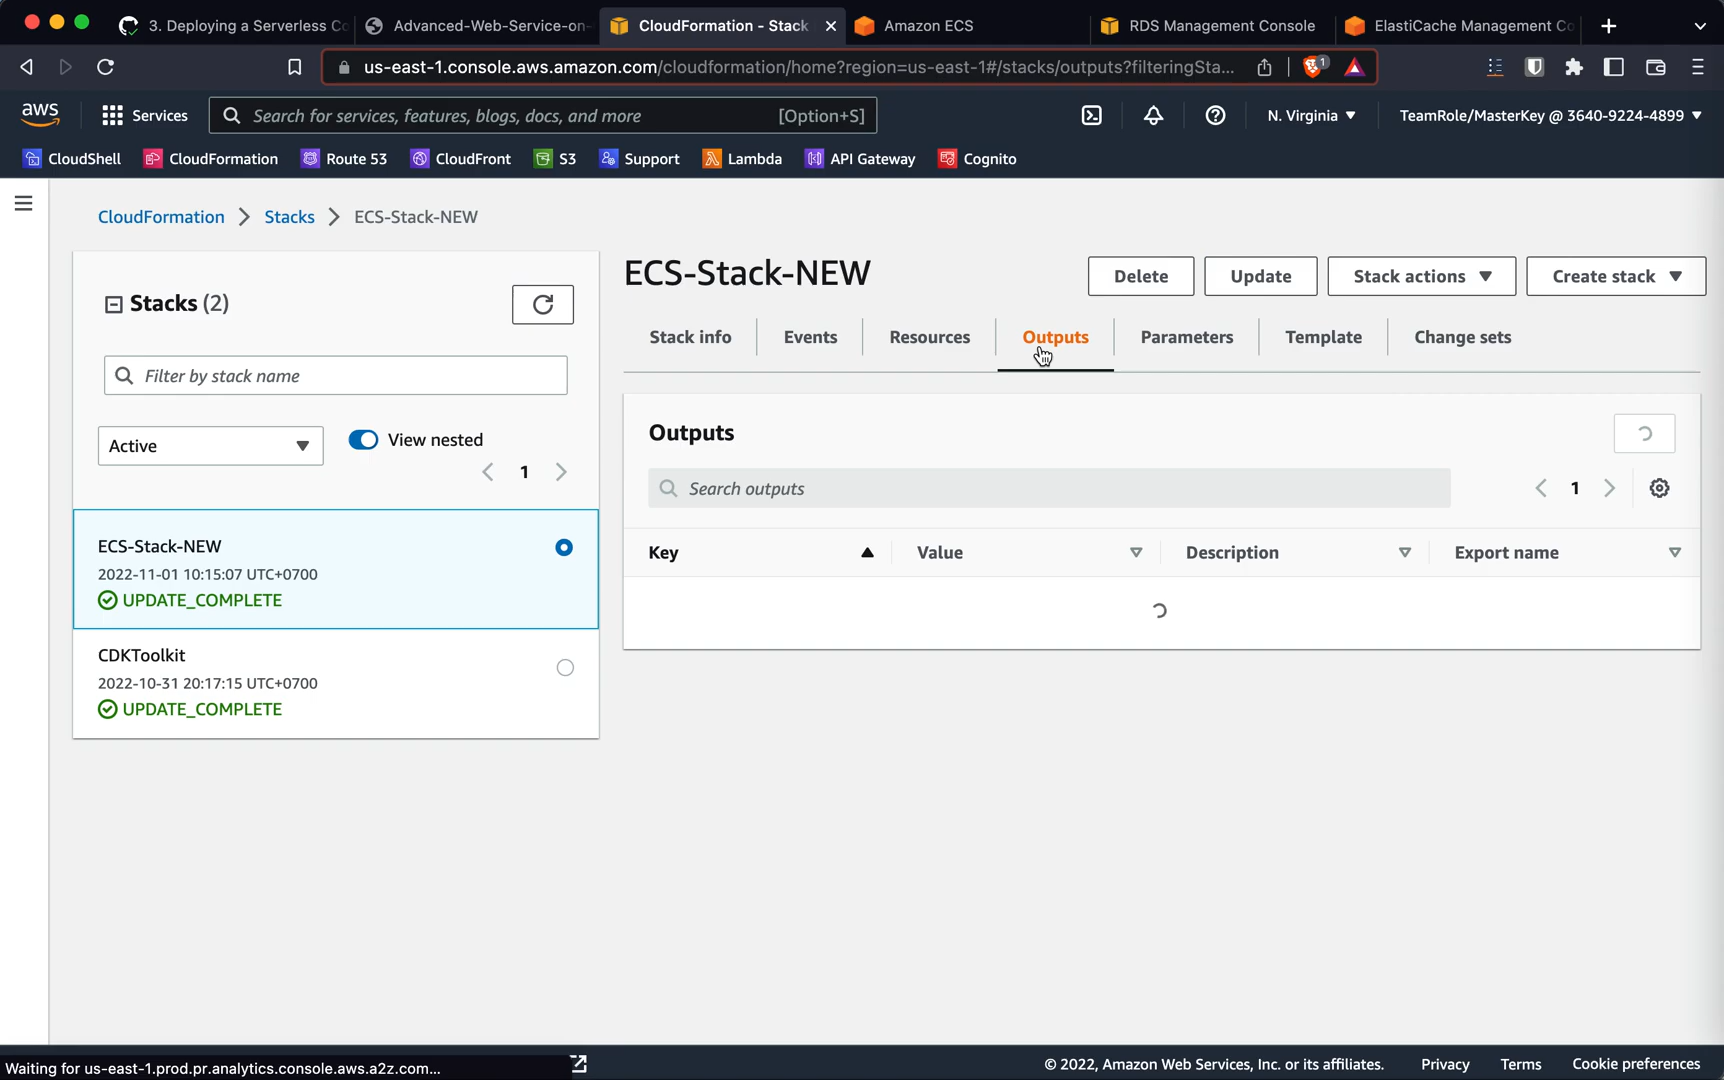 3. Deploying a Serverless Co
Advanced-Web-Service-on-
CloudFormation - Stack
Amazon ECS
RDS Management Console
ElastiCache Management Co
us-east-1.console.aws.amazon.com/cloudformation/home?region=us-east-1#/stacks/outputs?filteringSta...
1
aws
Services
Search for services, features, blogs, docs, and more
[Option+S]
N. Virginia
TeamRole/MasterKey @ 3640-9224-4899
CloudShell
CloudFormation
Route 53
CloudFront
S3
Support
Lambda
API Gateway
Cognito
CloudFormation
Stacks
ECS-Stack-NEW
Stacks (2)
Filter by stack name
Active
View nested
1
ECS-Stack-NEW
2022-11-01 10:15:07 UTC+0700
UPDATE_COMPLETE
CDKToolkit
2022-10-31 20:17:15 UTC+0700
UPDATE_COMPLETE
ECS-Stack-NEW
Delete
Update
Stack actions
Create stack
Stack info
Events
Resources
Outputs
Parameters
Template
Change sets
Outputs
Search outputs
1
Key
Value
Description
Export name
Waiting for us-east-1.prod.pr.analytics.console.aws.a2z.com...
© 2022, Amazon Web Services, Inc. or its affiliates.
Privacy
Terms
Cookie preferences